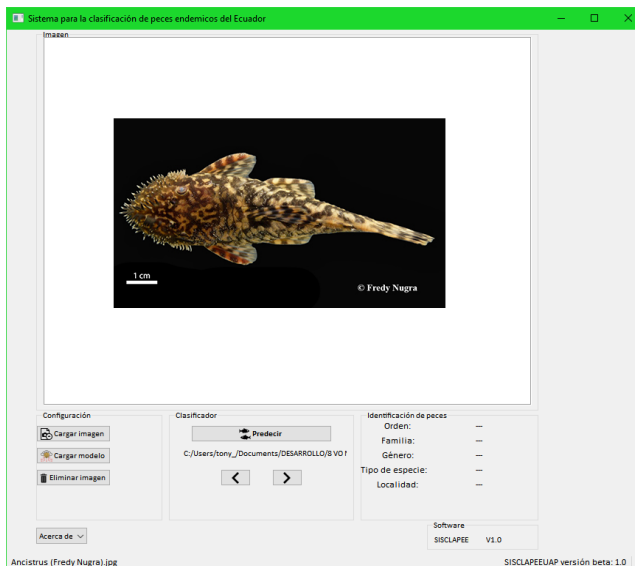 Sistema para la clasificación de peces endemicos del Ecuador
Imagen
1 cm
© Fredy Nugra
Configuración
Cargar imagen
Cargar modelo
Eliminar imagen
Clasificador
Predecir
C:/Users/tony_/Documents/DESARROLLO/8 VO
Identificación de peces
Orden: ---
Familia: ---
Género: ---
Tipo de especie: ---
Localidad: ---
Acerca de
Software
SISCLAPEE V1.0
Ancistrus (Fredy Nugra).jpg
SISCLAPEEUAP versión beta: 1.0